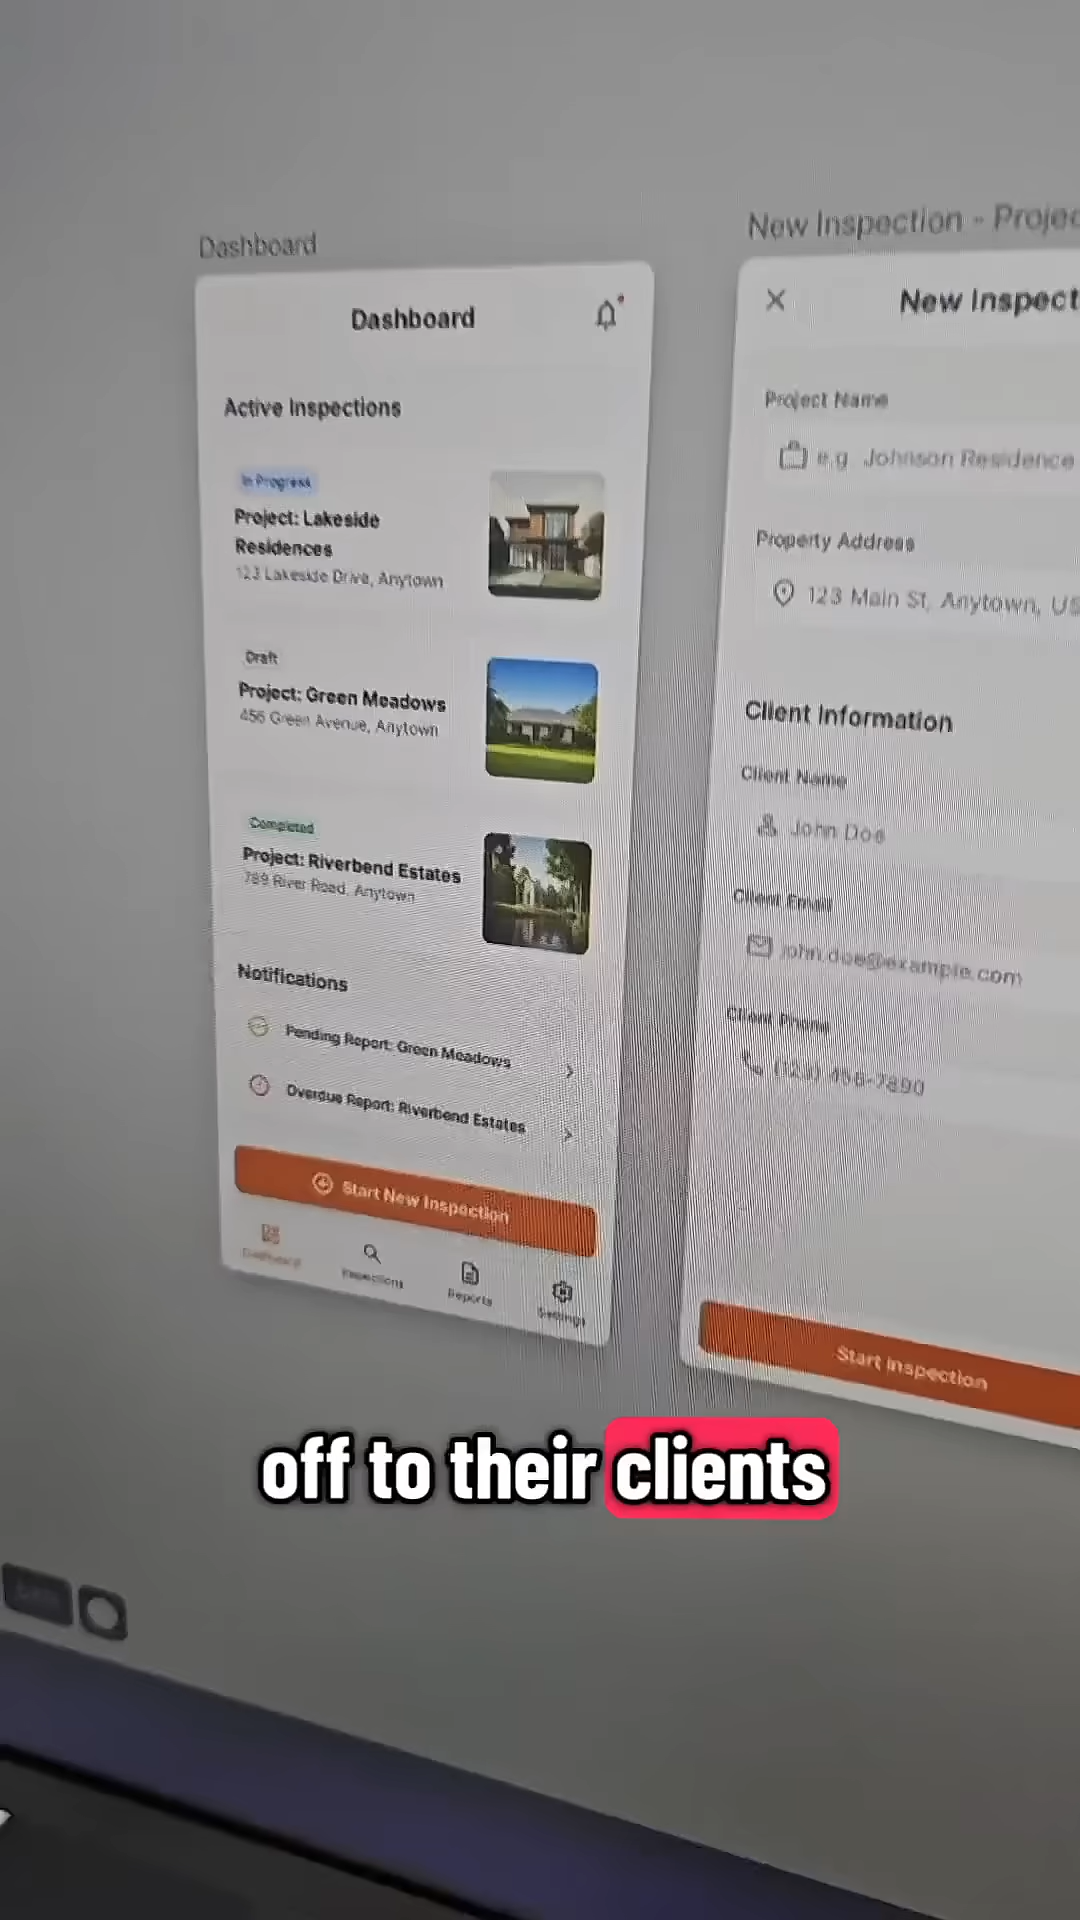 Dashboard
Dashboard
Active Inspections
In Progress
Project: Lakeside
Residences
123 Lakeside Drive, Anytown
Draft
Project: Green Meadows
456 Green Avenue, Anytown
Completed
Project: Riverbend Estates
789 River Road, Anytown
Notifications
Pending Report: Green Meadows
Overdue Report: Riverbend Estates
Start New Inspection
Dashboard
Inspections
Reports
Settings
New Inspection - Projec
New Inspect
Project Name
e.g. Johnson Residence
Property Address
123 Main St, Anytown, US
Client Information
Client Name
John Doe
Client Email
john.doe@example.com
Client Phone
(123) 456-7890
Start Inspection
off to their clients